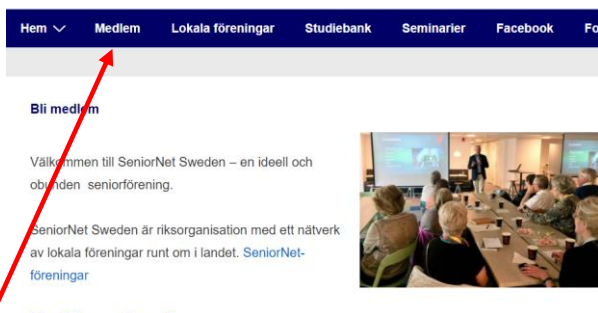 Hem Medlem Lokala föreningar Studiebank Seminarier Facebook
Bli medlem
Välkommen till SeniorNet Sweden – en ideell och
obunden seniorförening.
SeniorNet Sweden är riksorganisation med ett nätverk
av lokala föreningar runt om i landet. SeniorNet-
föreningar